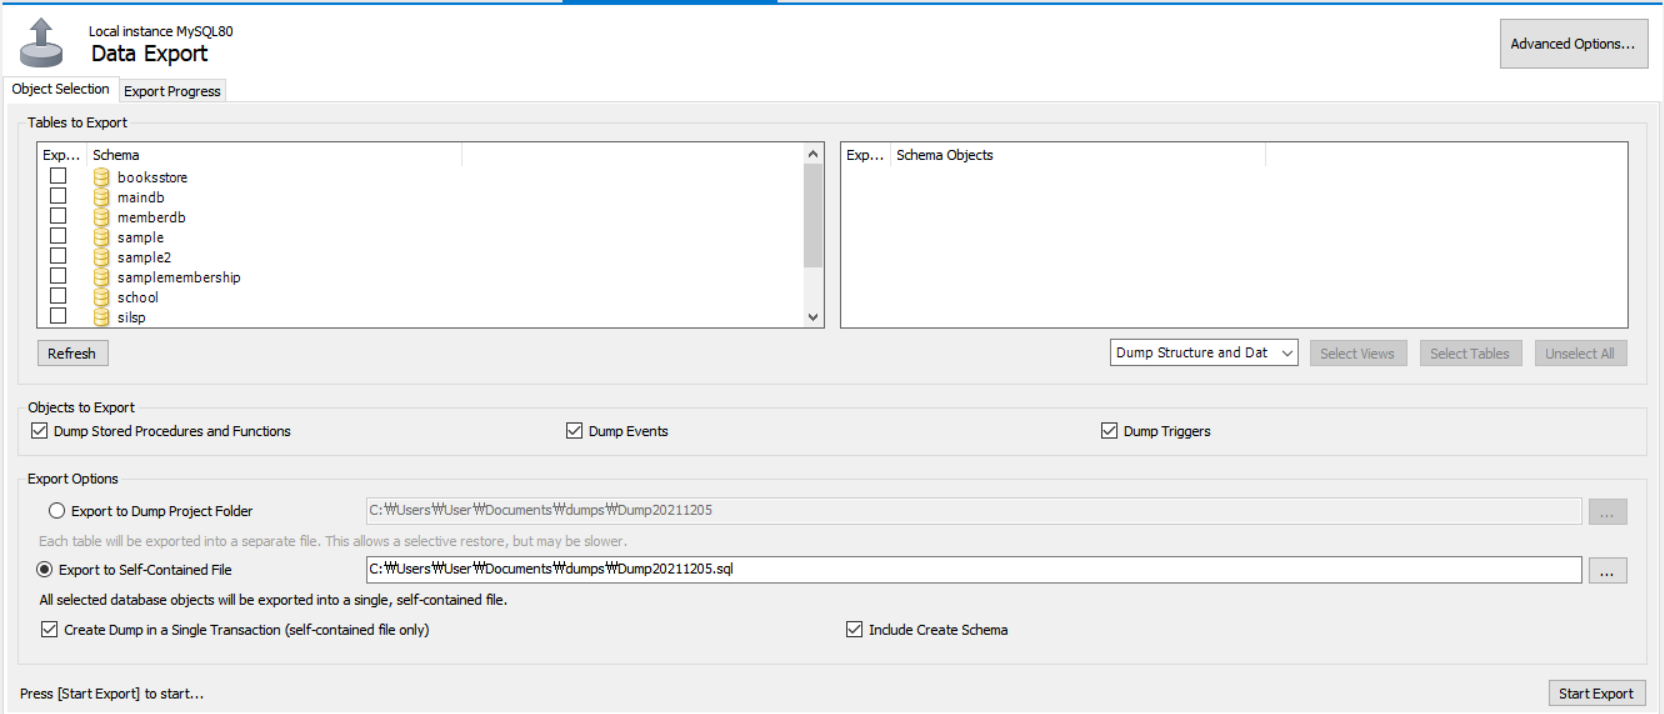 Local instance MySQL80
Data Export
Advanced Options...
Object Selection
Export Progress
Tables to Export
Exp... Schema
booksstore
maindb
memberdb
sample
sample2
samplemembership
school
silsp
Exp... Schema Objects
Refresh
Dump Structure and Dat
Select Views
Select Tables
Unselect All
Objects to Export
Dump Stored Procedures and Functions
Dump Events
Dump Triggers
Export Options
Export to Dump Project Folder
C:₩Users₩User₩Documents₩dumps₩Dump20211205
...
Each table will be exported into a separate file. This allows a selective restore, but may be slower.
Export to Self-Contained File
C:₩Users₩User₩Documents₩dumps₩Dump20211205.sql
...
All selected database objects will be exported into a single, self-contained file.
Create Dump in a Single Transaction (self-contained file only)
Include Create Schema
Press [Start Export] to start...
Start Export